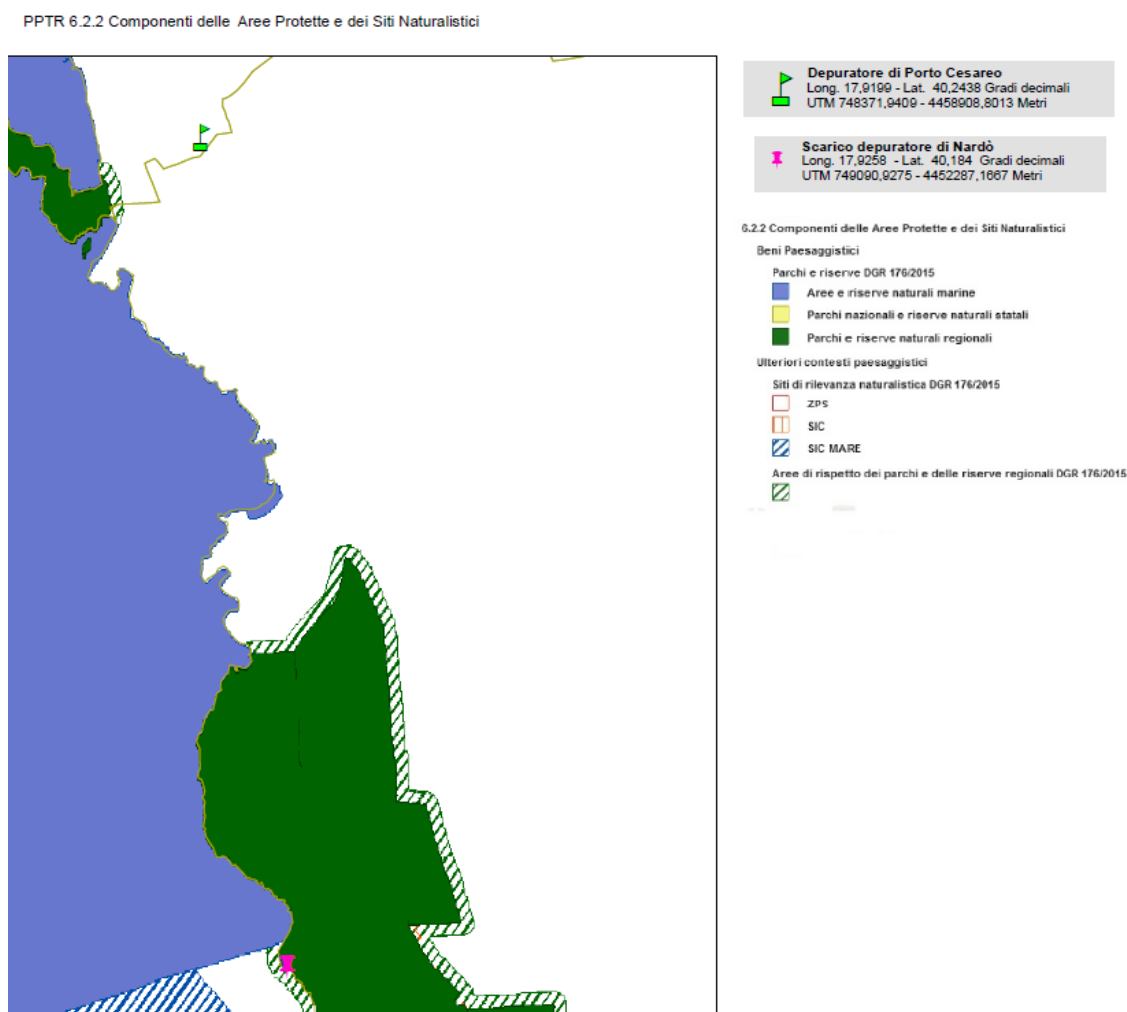 PPTR 6.2.2 Componenti delle Aree Protette e dei Siti Naturalistici
Depuratore di Porto Cesareo
Long. 17,9199 - Lat. 40,2438 Gradi decimali
UTM 748371,9409 - 4458908,8013 Metri
Scarico depuratore di Nardò
Long. 17,9258 - Lat. 40,184 Gradi decimali
UTM 749090,9275 - 4452287,1667 Metri
6.2.2 Componenti delle Aree Protette e dei Siti Naturalistici
Beni Paesaggistici
Parchi e riserve DGR 176/2015
Aree e riserve naturali marine
Parchi nazionali e riserve naturali statali
Parchi e riserve naturali regionali
Ulteriori contesti paesaggistici
Siti di rilevanza naturalistica DGR 176/2015
ZPS
SIC
SIC MARE
Aree di rispetto dei parchi e delle riserve regionali DGR 176/2015